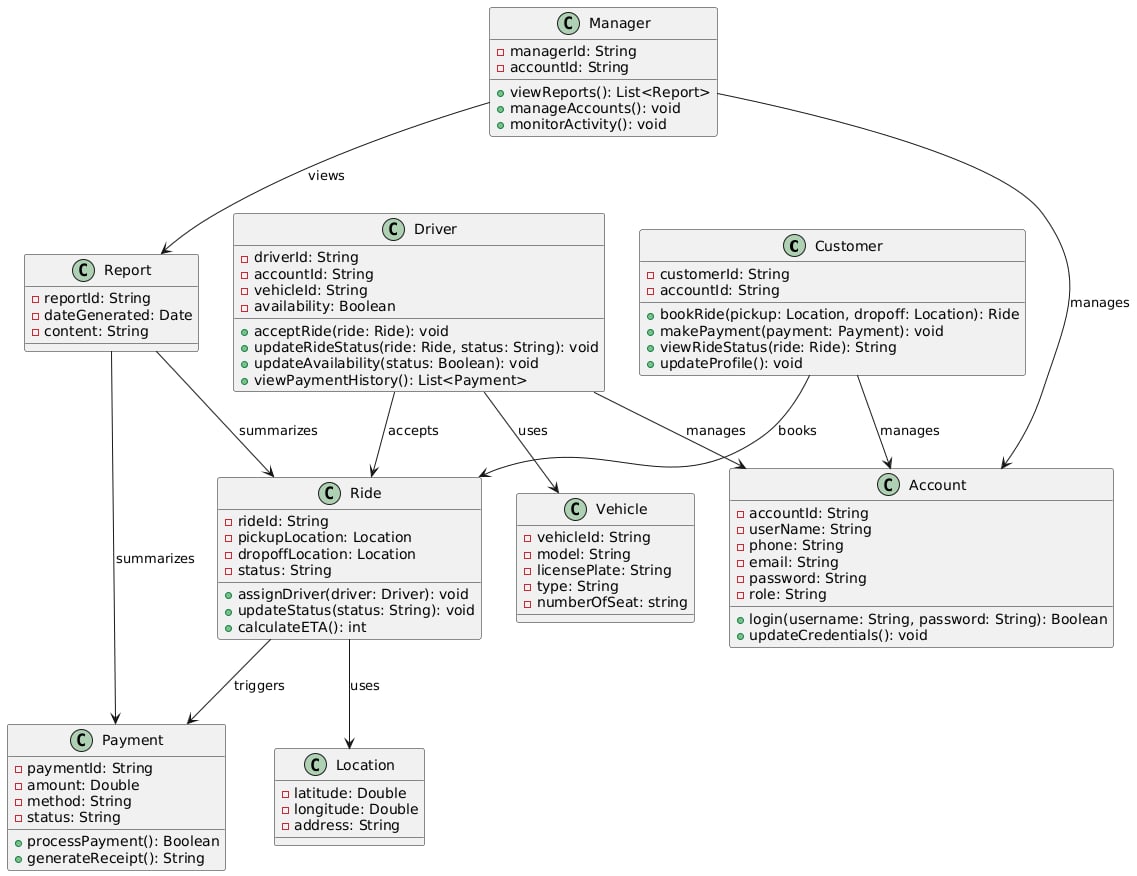 C Manager
managerId: String
accountId: String
viewReports(): List<Report>
manageAccounts(): void
monitorActivity(): void
views
manages
C Report
reportId: String
dateGenerated: Date
content: String
C Driver
driverId: String
accountId: String
vehicleId: String
availability: Boolean
acceptRide(ride: Ride): void
updateRideStatus(ride: Ride, status: String): void
updateAvailability(status: Boolean): void
viewPaymentHistory(): List<Payment>
C Customer
customerId: String
accountId: String
bookRide(pickup: Location, dropoff: Location): Ride
makePayment(payment: Payment): void
viewRideStatus(ride: Ride): String
updateProfile(): void
summarizes
accepts
uses
manages
books
manages
summarizes
C Ride
rideId: String
pickupLocation: Location
dropoffLocation: Location
status: String
assignDriver(driver: Driver): void
updateStatus(status: String): void
calculateETA(): int
C Vehicle
vehicleId: String
model: String
licensePlate: String
type: String
numberOfSeat: string
C Account
accountId: String
userName: String
phone: String
email: String
password: String
role: String
login(username: String, password: String): Boolean
updateCredentials(): void
triggers
uses
C Payment
paymentId: String
amount: Double
method: String
status: String
processPayment(): Boolean
generateReceipt(): String
C Location
latitude: Double
longitude: Double
address: String